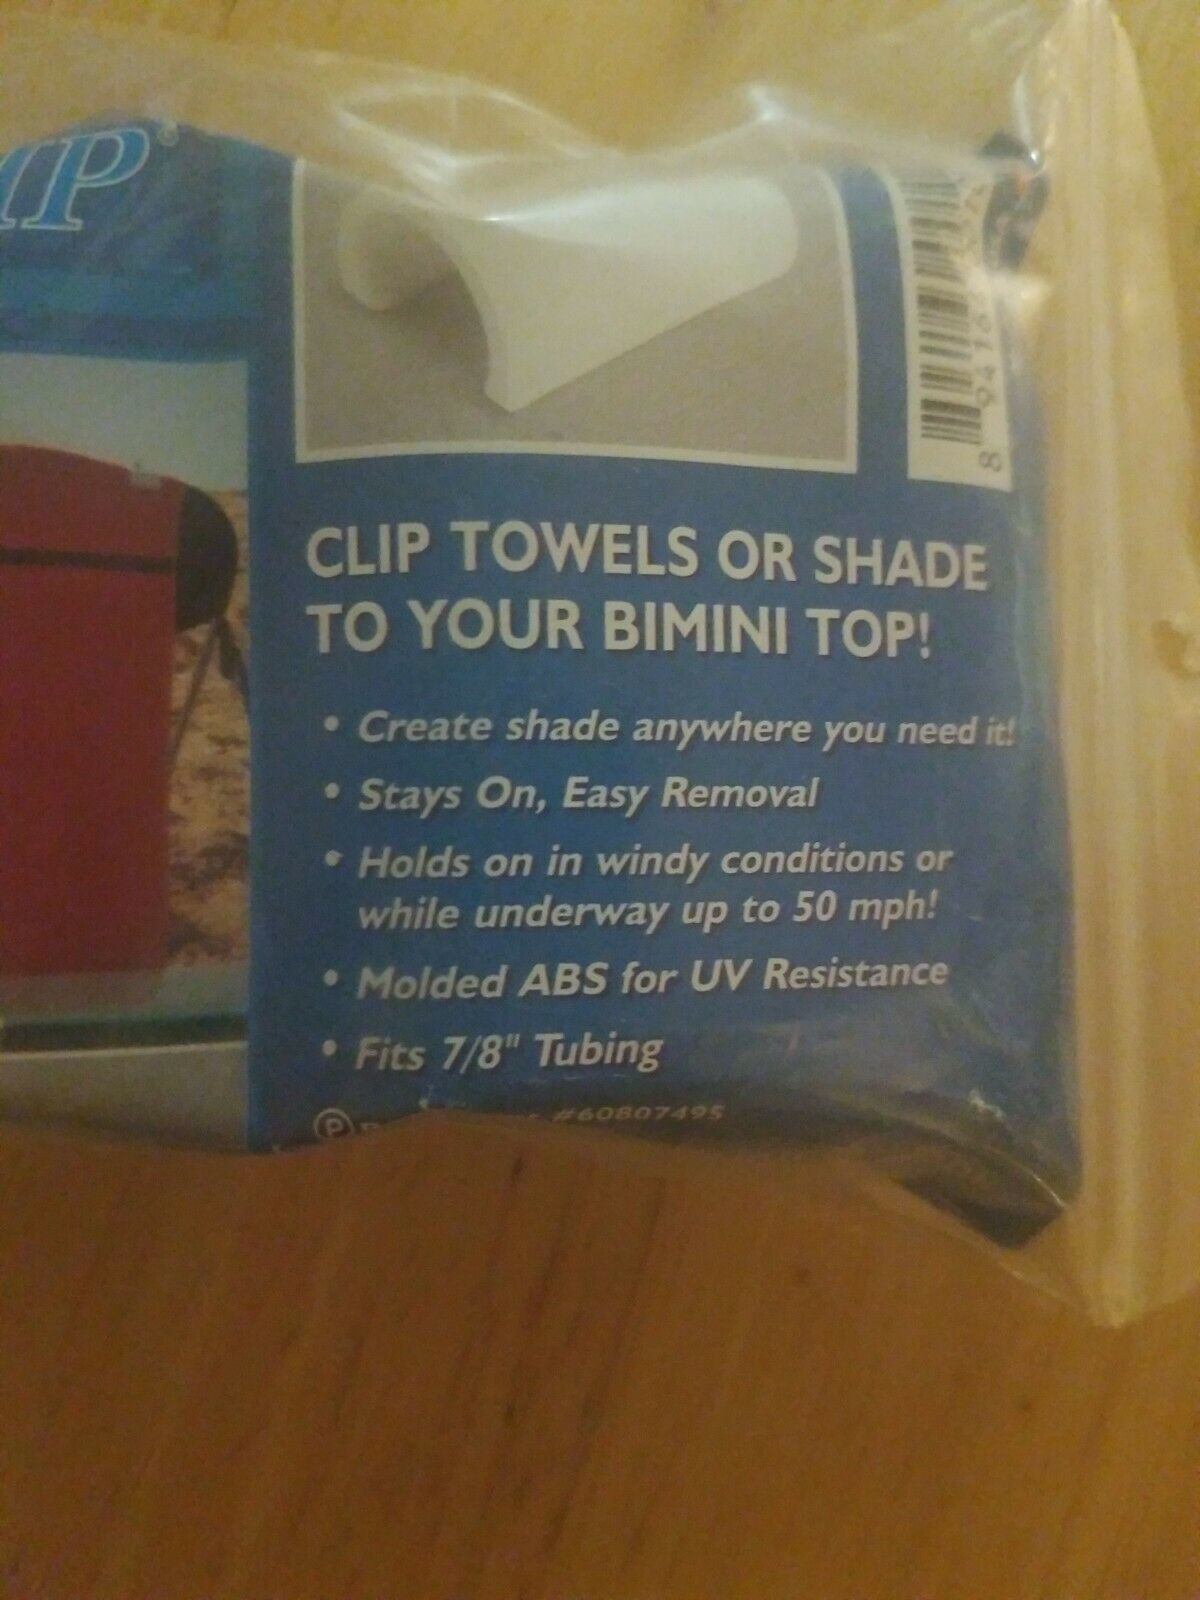 CLIP TOWELS OR SHADE
TO YOUR BIMINI TOP!
• Create shade anywhere you need it!
• Stays On, Easy Removal
• Holds on in windy conditions or
while underway up to 50 mph!
• Molded ABS for UV Resistance
• Fits 7/8" Tubing
#60807495